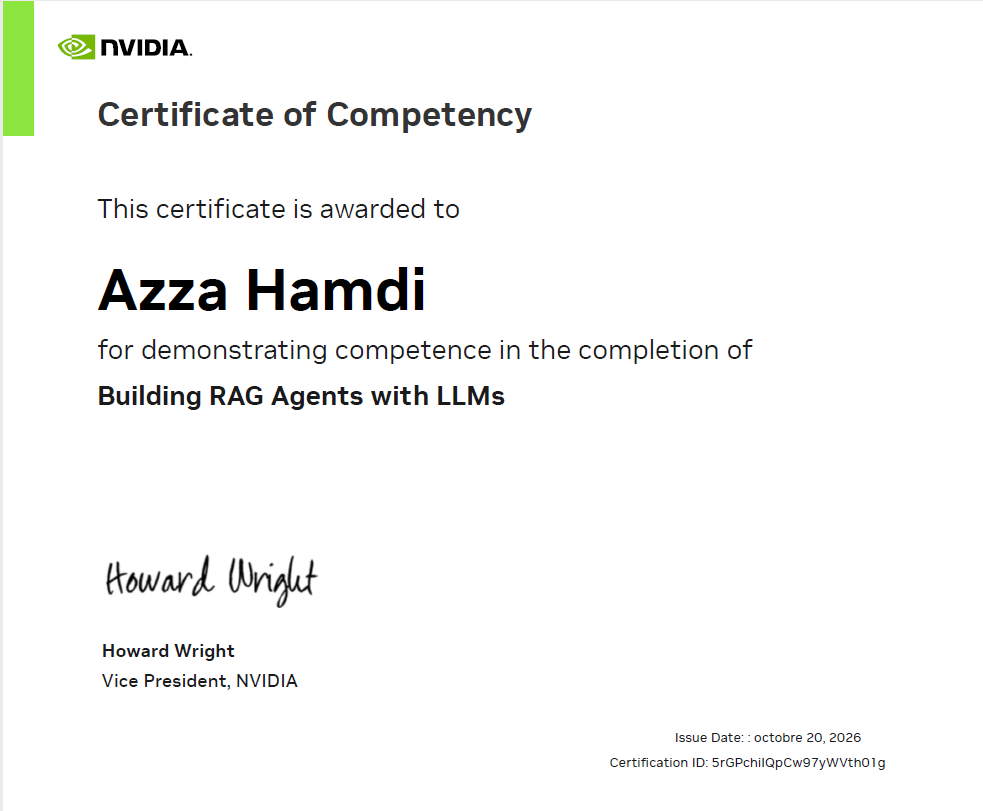 NVIDIA.
Certificate of Competency
This certificate is awarded to
Azza Hamdi
for demonstrating competence in the completion of
Building RAG Agents with LLMs
Howard Wright
Howard Wright
Vice President, NVIDIA
Issue Date: : octobre 20, 2026
Certification ID: 5rGPchiIQpCw97yWVth01g